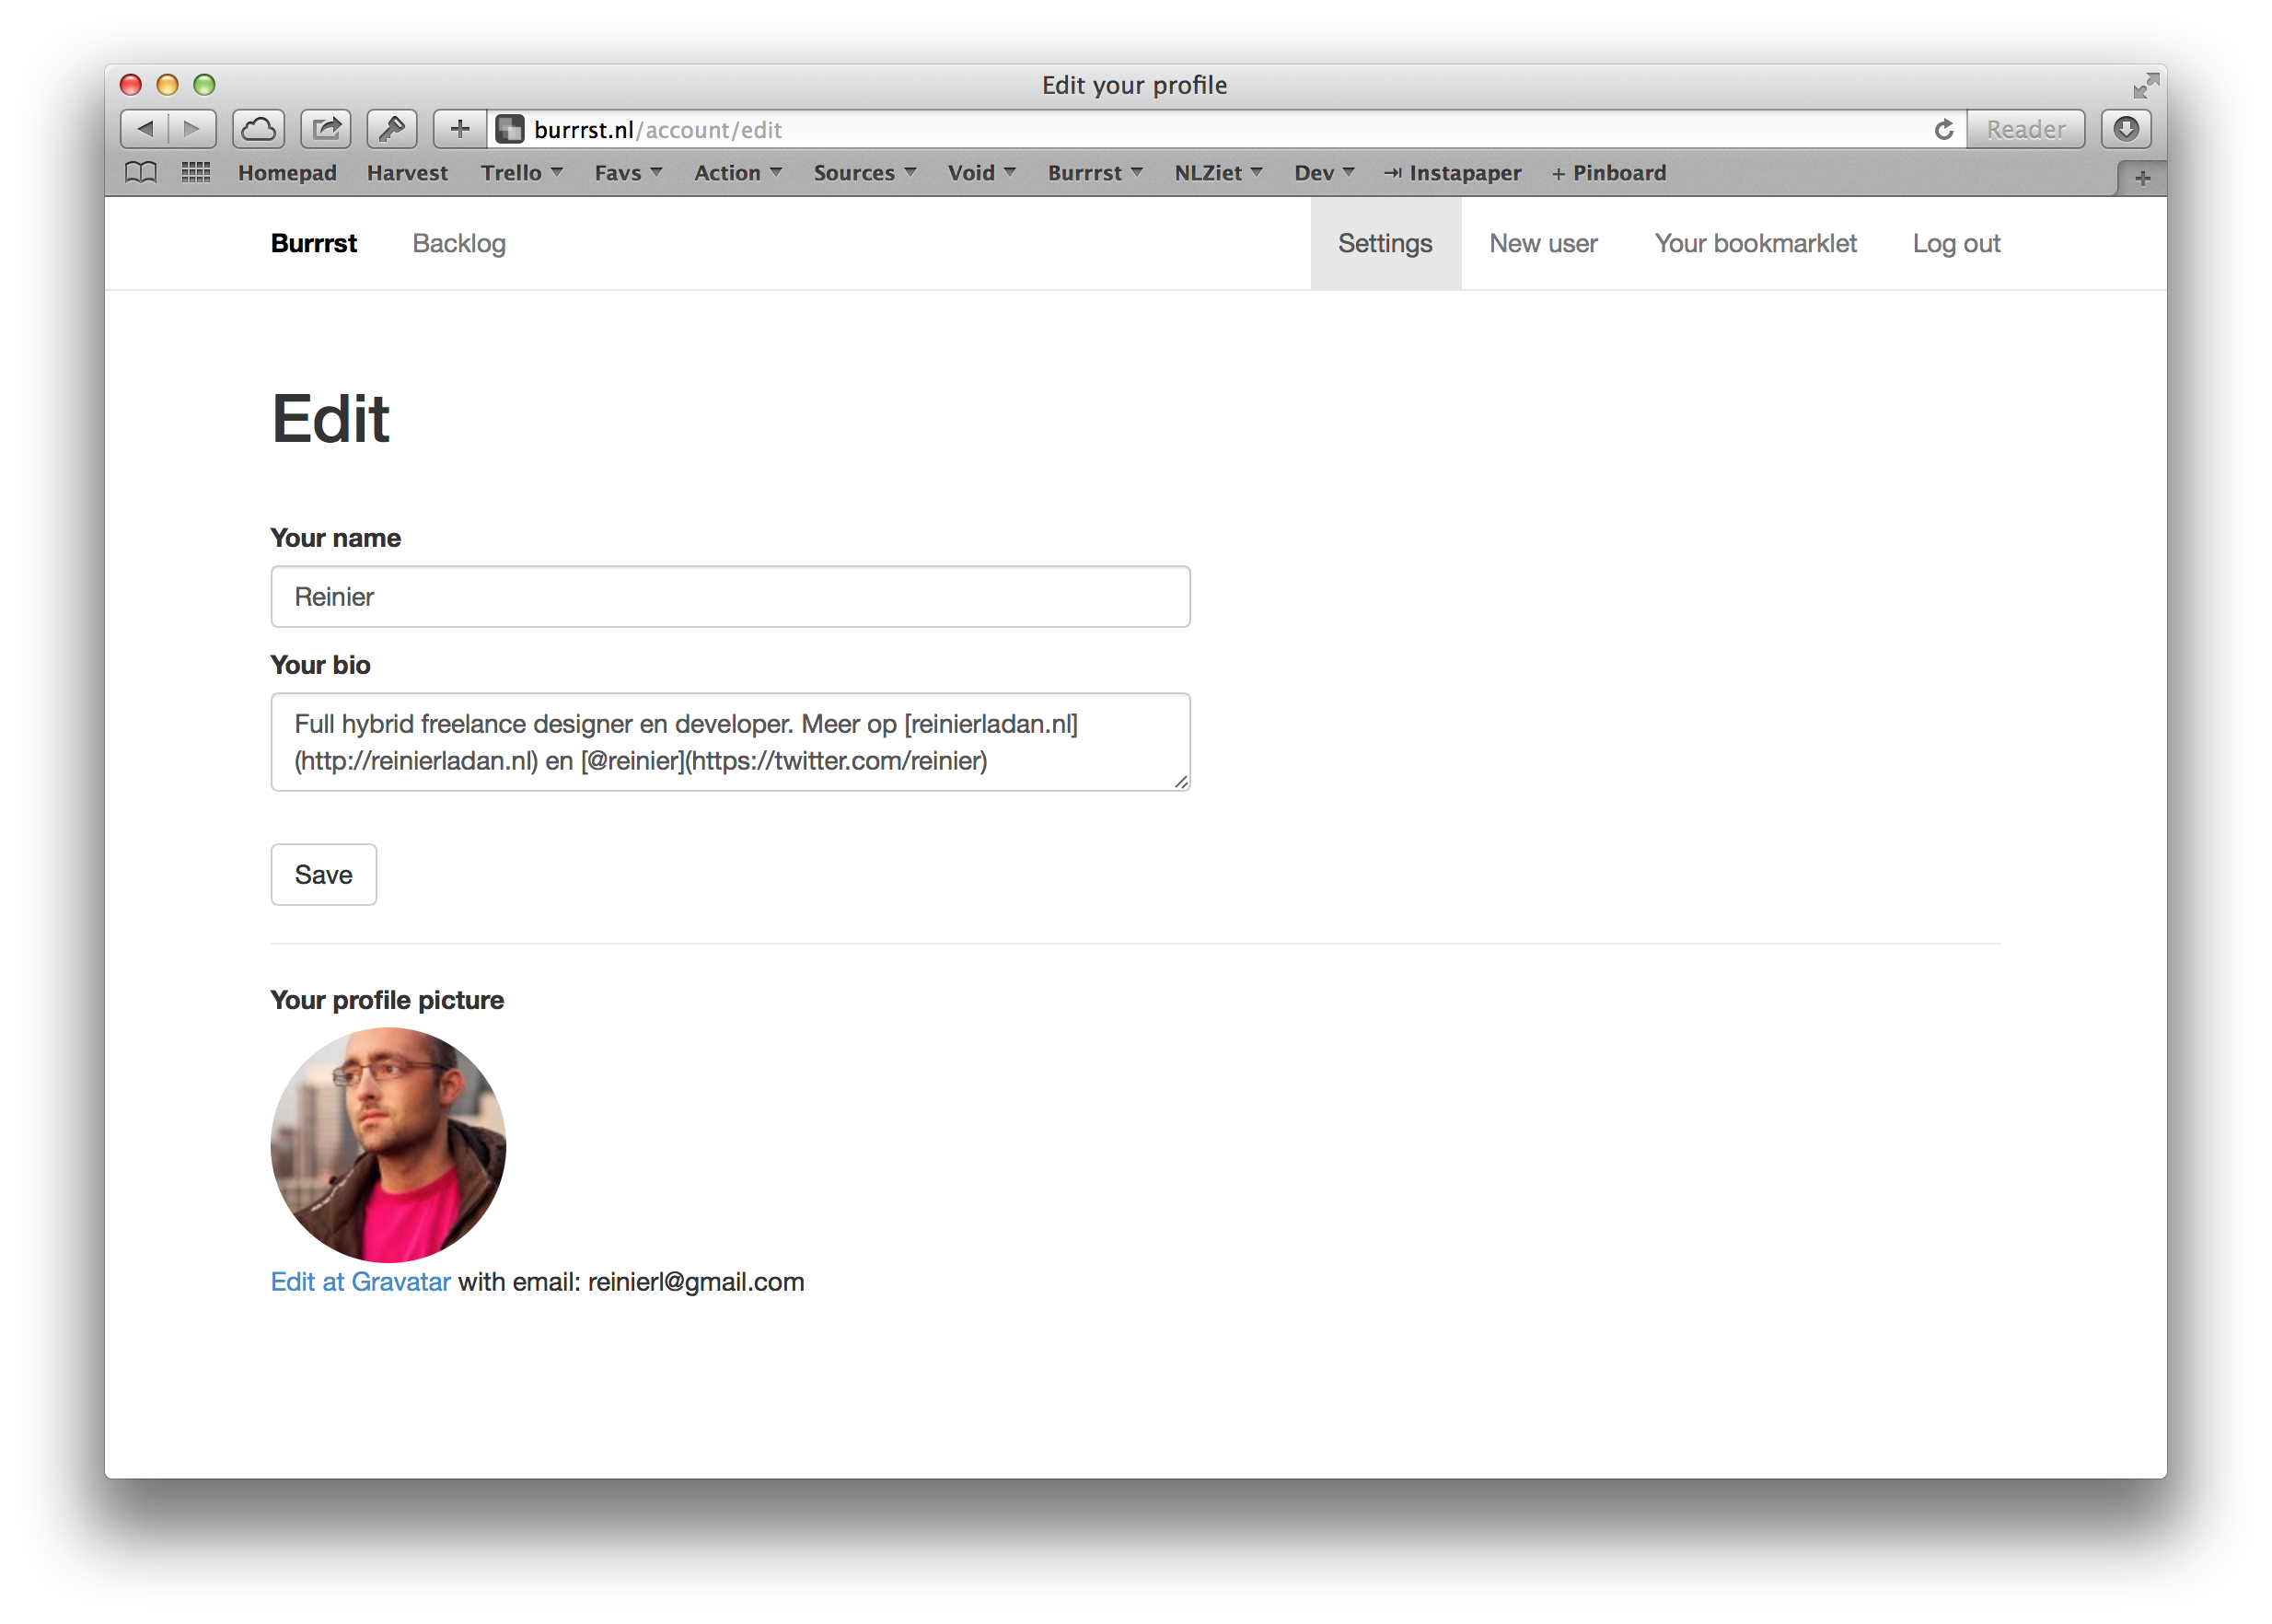 Edit your profile
burrrst.nl/account/edit
Reader
Homepad Harvest Trello Favs Action Sources Void Burrrst NLZiet Dev ⇥ Instapaper + Pinboard
Burrrst Backlog Settings New user Your bookmarklet Log out
Edit
Your name
Reinier
Your bio
Full hybrid freelance designer en developer. Meer op [reinierladan.nl]
(http://reinierladan.nl) en [@reinier](https://twitter.com/reinier)
Save
Your profile picture
Edit at Gravatar with email: reinierl@gmail.com